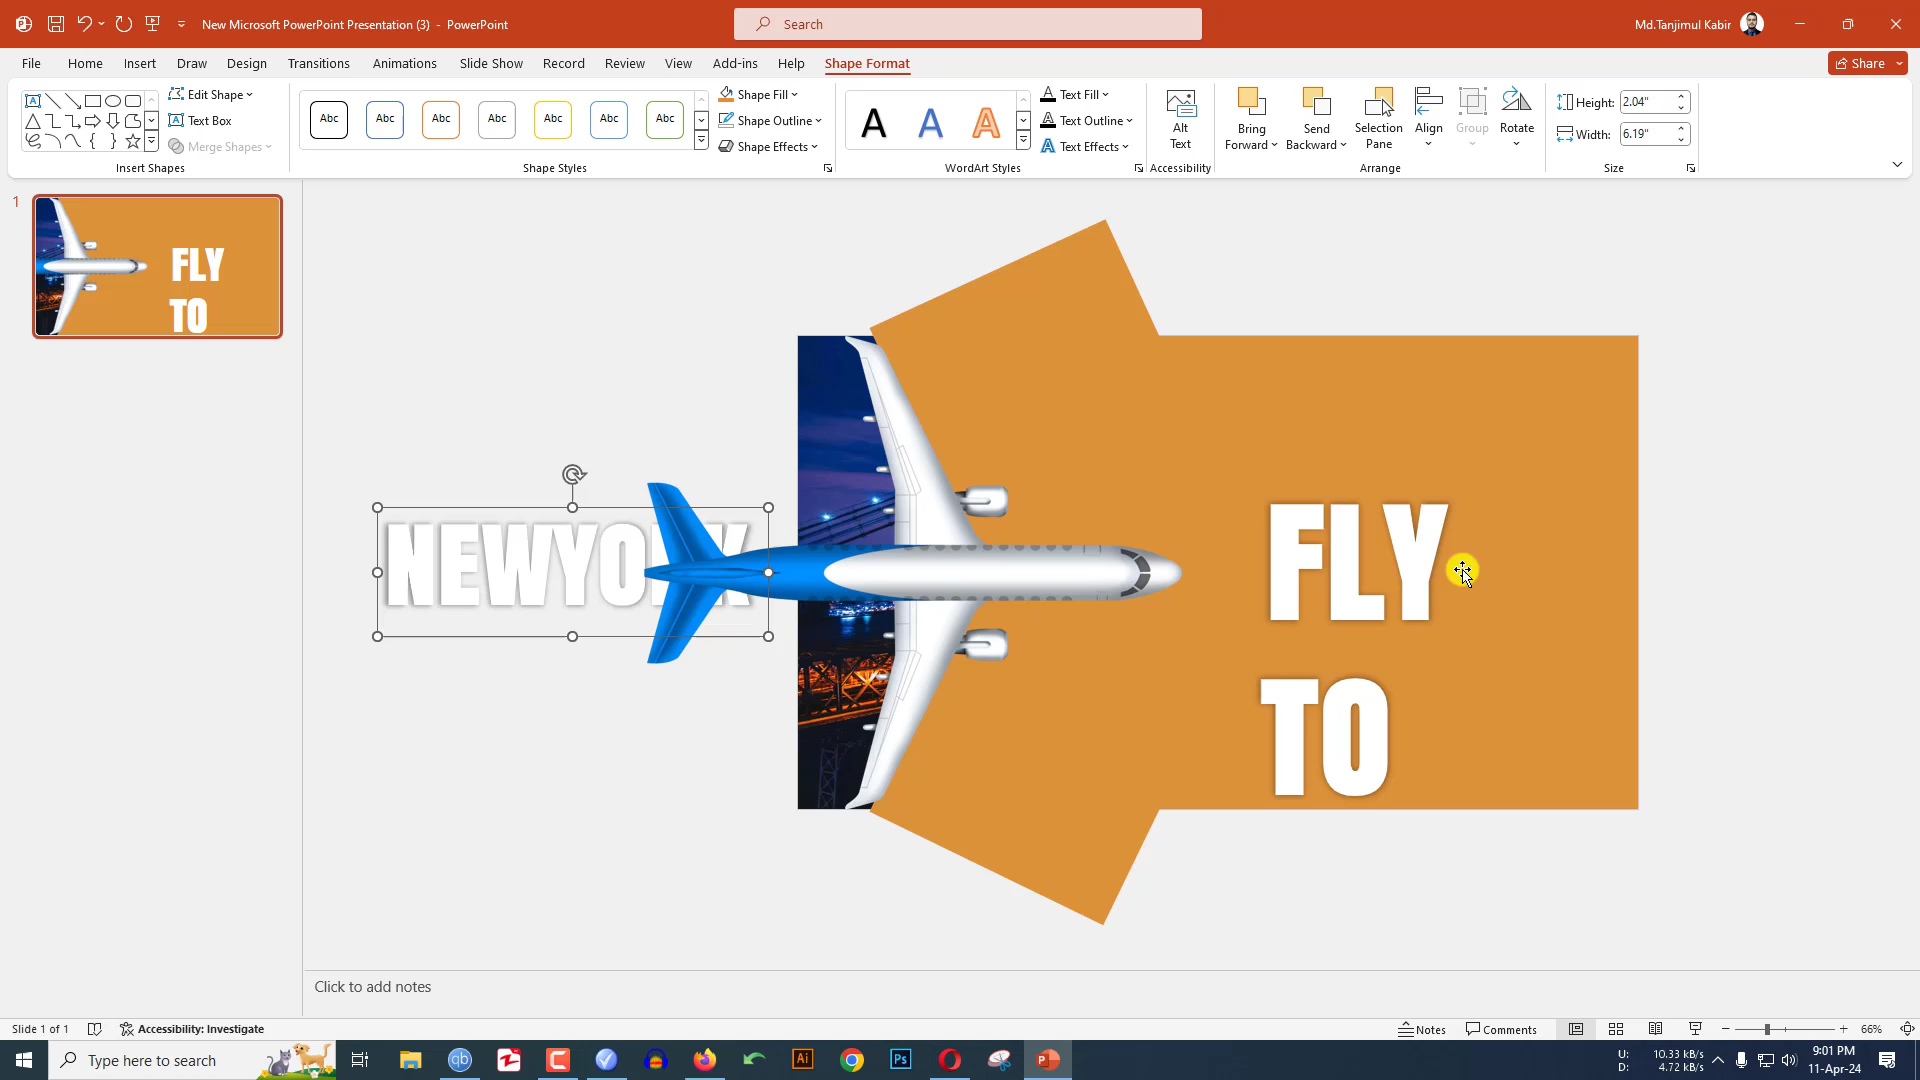 New Microsoft PowerPoint Presentation (3) - PowerPoint
Search
Md.Tanjimul Kabir
File Home Insert Draw Design Transitions Animations Slide Show Record Review View Add-ins Help Shape Format
Share
Edit Shape
Text Box
Merge Shapes
Insert Shapes
Abc Abc Abc Abc Abc Abc Abc
Shape Fill
Shape Outline
Shape Effects
Shape Styles
A A A
Text Fill
Text Outline
Text Effects
WordArt Styles
Alt Text
Accessibility
Bring Forward
Send Backward
Selection Pane
Align
Group
Rotate
Arrange
Height: 2.04"
Width: 6.19"
Size
1
FLY
TO
NEWYORK
FLY
TO
Click to add notes
Slide 1 of 1
Accessibility: Investigate
Notes
Comments
66%
Type here to search
U: 10.33 kB/s
D: 4.72 kB/s
9:01 PM
11-Apr-24